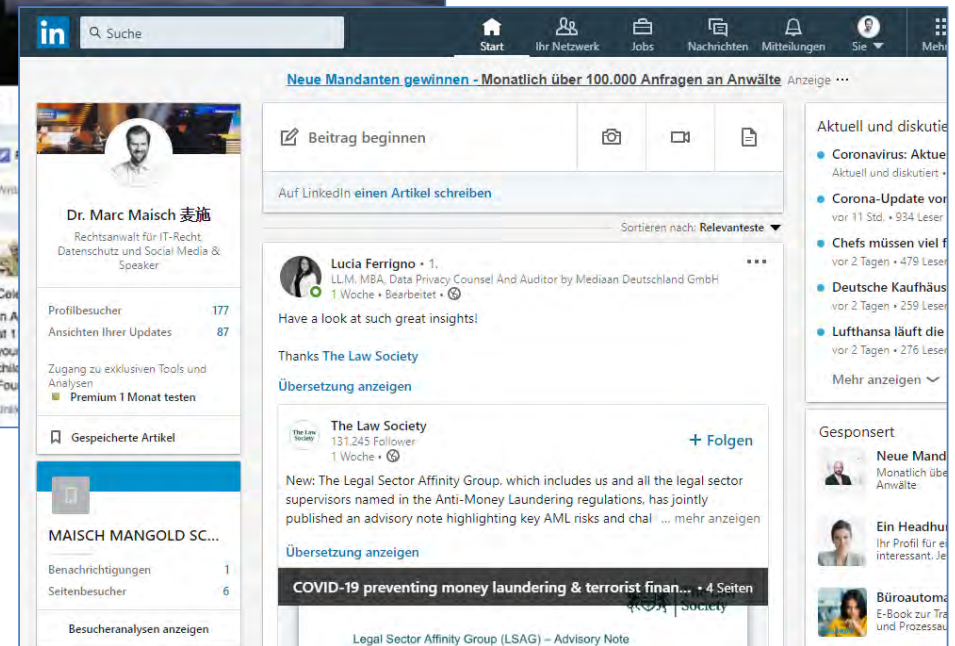 in
Suche
Start
Ihr Netzwerk
Jobs
Nachrichten
Mitteilungen
Sie
Mehr
Neue Mandanten gewinnen - Monatlich über 100.000 Anfragen an Anwälte Anzeige ...
Dr. Marc Maisch 麦施
Rechtsanwalt für IT-Recht,
Datenschutz und Social Media &
Speaker
Profilbesucher 177
Ansichten Ihrer Updates 87
Zugang zu exklusiven Tools und
Analysen
Premium 1 Monat testen
Gespeicherte Artikel
MAISCH MANGOLD SC...
Benachrichtigungen 1
Seitenbesucher 6
Besucheranalysen anzeigen
Beitrag beginnen
Auf LinkedIn einen Artikel schreiben
Sortieren nach: Relevanteste
Lucia Ferrigno • 1.
LL.M. MBA, Data Privacy Counsel And Auditor by Mediaan Deutschland GmbH
1 Woche • Bearbeitet •
Have a look at such great insights!
Thanks The Law Society
Übersetzung anzeigen
The Law
Society
The Law Society
131.245 Follower
1 Woche •
+ Folgen
New: The Legal Sector Affinity Group, which includes us and all the legal sector
supervisors named in the Anti-Money Laundering regulations, has jointly
published an advisory note highlighting key AML risks and chal ... mehr anzeigen
Übersetzung anzeigen
COVID-19 preventing money laundering & terrorist finan... • 4 Seiten
Society
Legal Sector Affinity Group (LSAG) – Advisory Note
Aktuell und diskutie
Coronavirus: Aktue
Aktuell und diskutiert •
Corona-Update vor
vor 11 Std. • 934 Leser
Chefs müssen viel f
vor 2 Tagen • 479 Leser
Deutsche Kaufhäus
vor 2 Tagen • 259 Leser
Lufthansa läuft die
vor 2 Tagen • 276 Leser
Mehr anzeigen
Gesponsert
Neue Mand
Monatlich übe
Anwälte
Ein Headhu
Ihr Profil für ei
interessant. Je
Büroautoma
E-Book zur Tra
und Prozessau